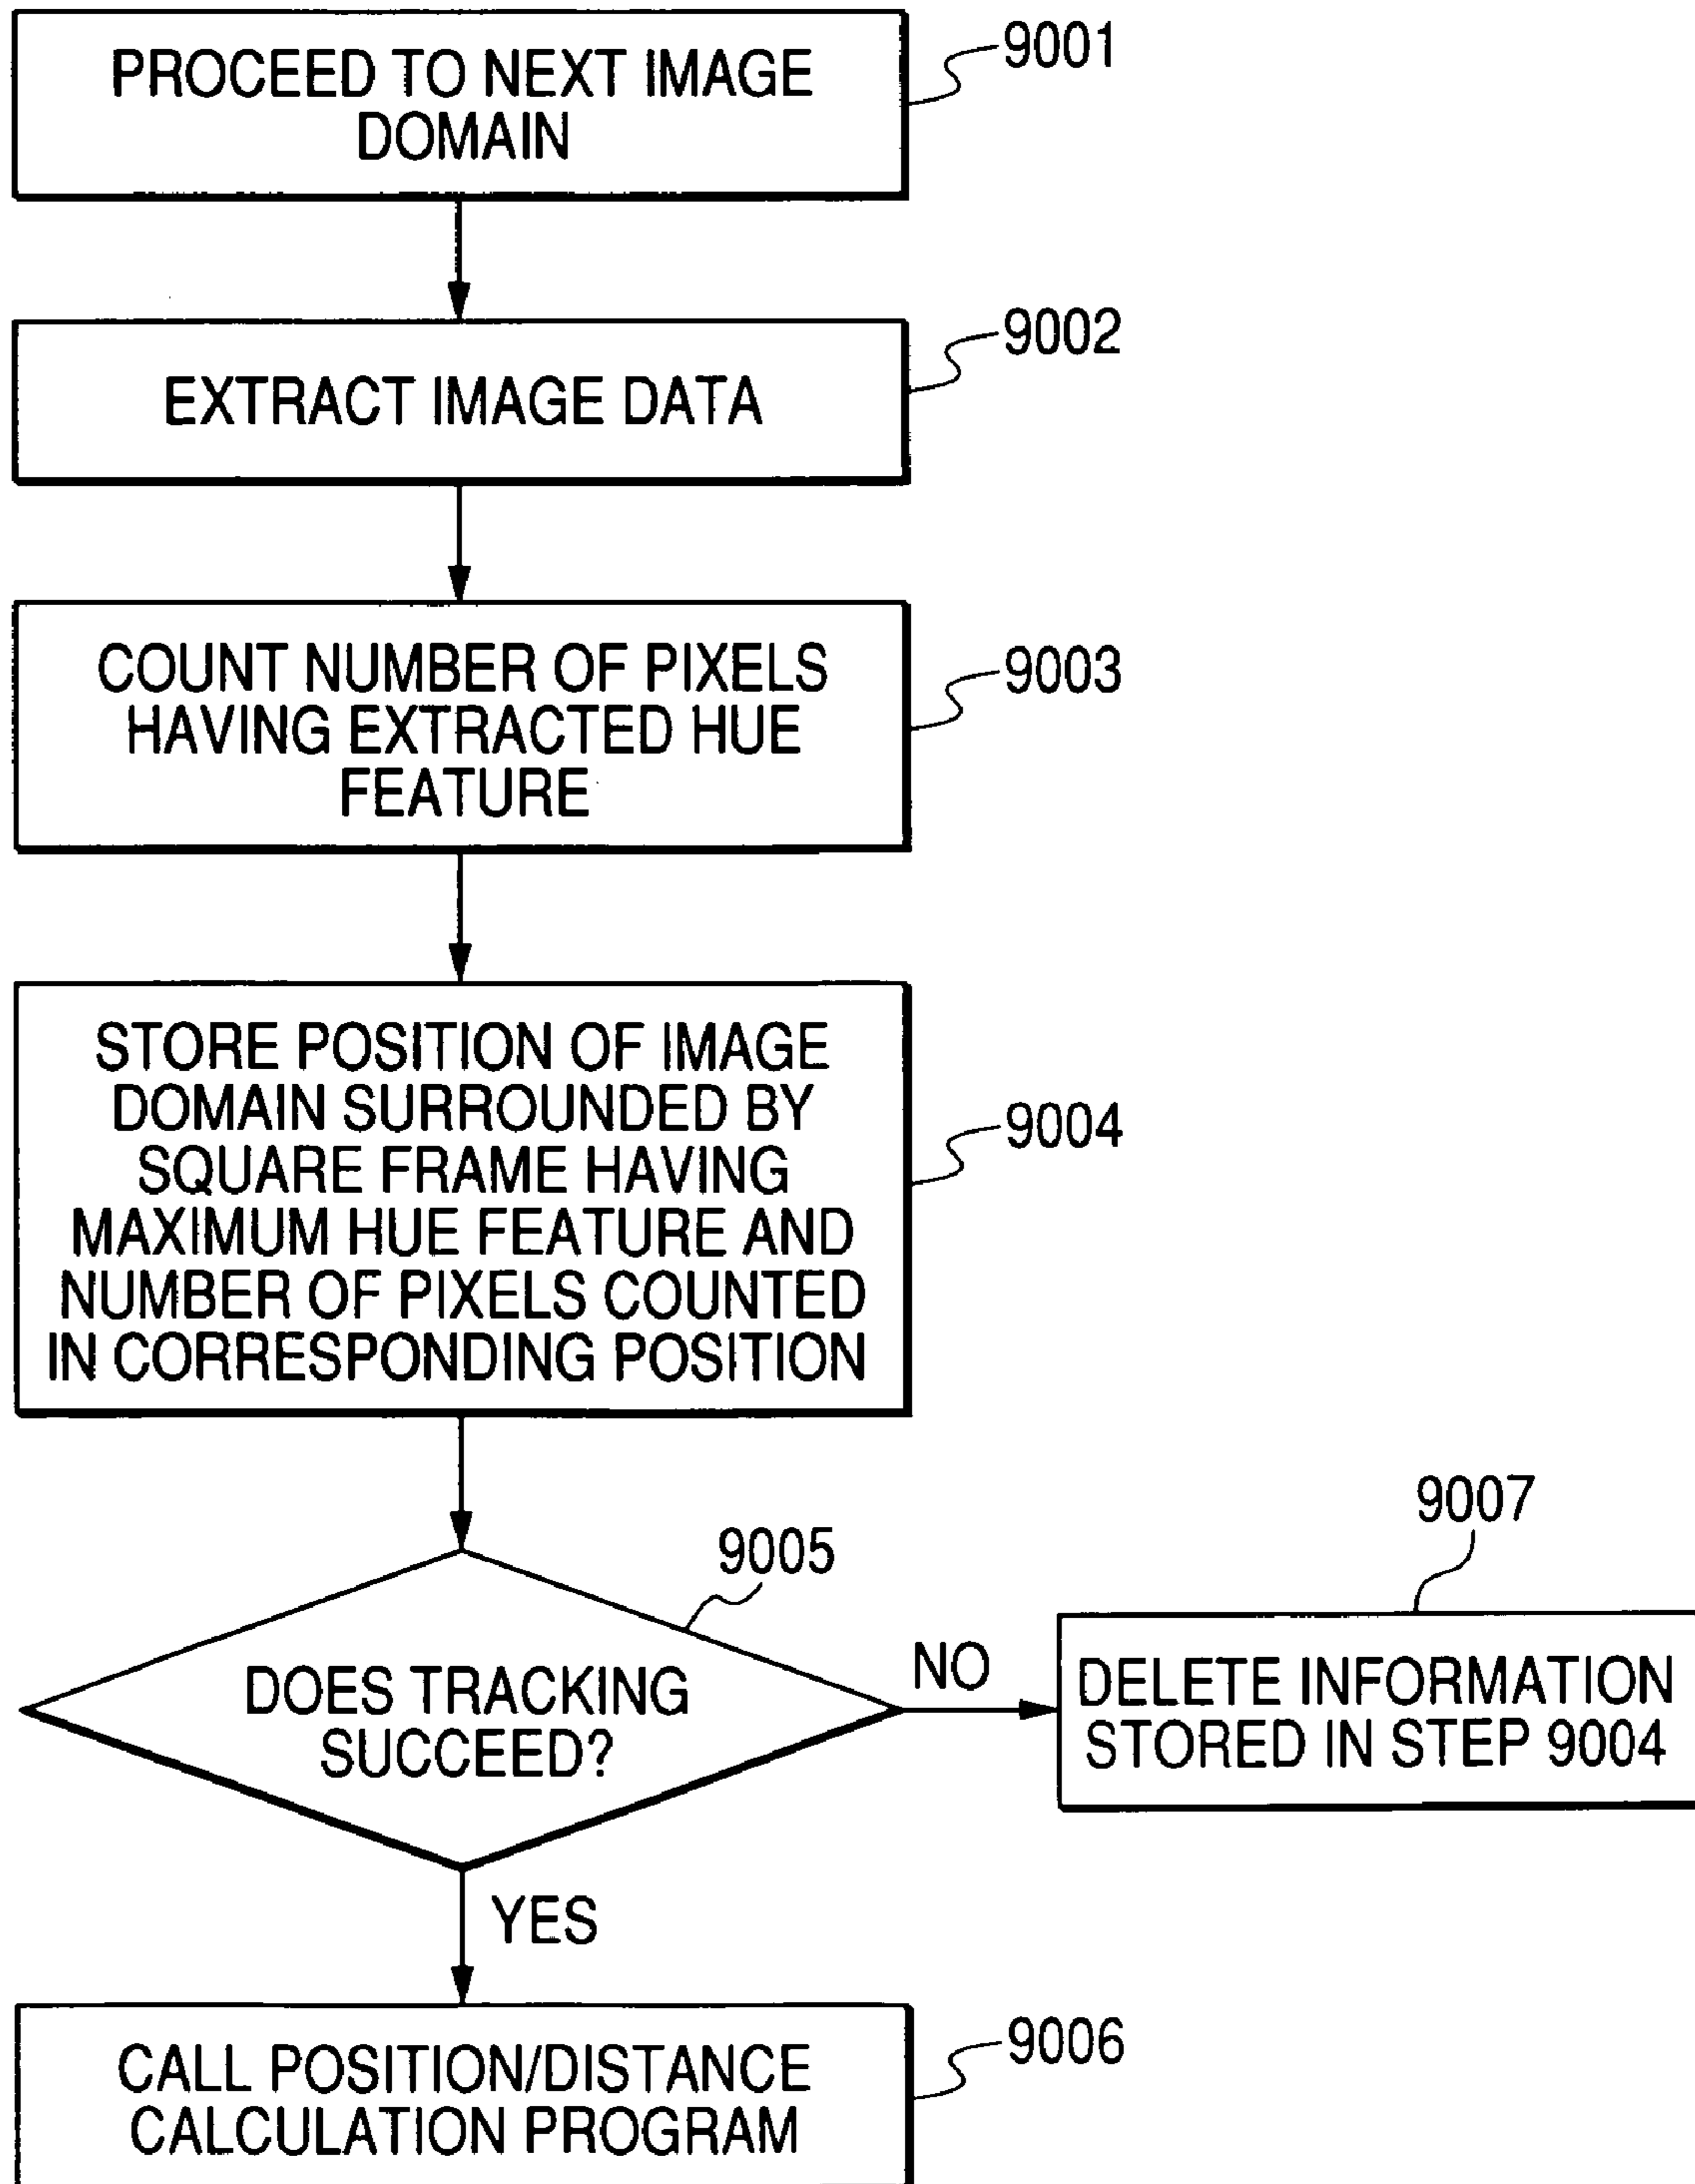 PROCEED TO NEXT IMAGE
DOMAIN
9001
EXTRACT IMAGE DATA
9002
COUNT NUMBER OF PIXELS
HAVING EXTRACTED HUE
FEATURE
9003
STORE POSITION OF IMAGE
DOMAIN SURROUNDED BY
SQUARE FRAME HAVING
MAXIMUM HUE FEATURE AND
NUMBER OF PIXELS COUNTED
IN CORRESPONDING POSITION
9004
DOES TRACKING
SUCCEED?
9005
NO
DELETE INFORMATION
STORED IN STEP 9004
9007
YES
CALL POSITION/DISTANCE
CALCULATION PROGRAM
9006